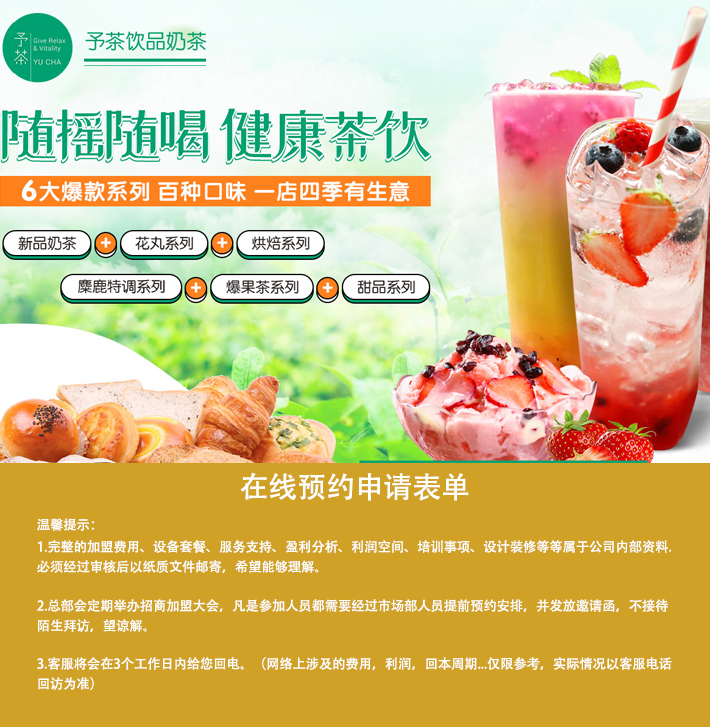 予茶
Give Relax
& Vitality
YU CHA
予茶饮品奶茶
随摇随喝 健康茶饮
6大爆款系列 百种口味 一店四季有生意
新品奶茶 + 花丸系列 + 烘焙系列
麋鹿特调系列 + 爆果茶系列 + 甜品系列
在线预约申请表单
温馨提示：
1.完整的加盟费用、设备套餐、服务支持、盈利分析、利润空间、培训事项、设计装修等等属于公司内部资料.
必须经过审核后以纸质文件邮寄，希望能够理解。
2.总部会定期举办招商加盟大会，凡是参加人员都需要经过市场部人员提前预约安排，并发放邀请函，不接待
陌生拜访，望谅解。
3.客服将会在3个工作日内给您回电。（网络上涉及的费用，利润，回本周期...仅限参考，实际情况以客服电话
回访为准）